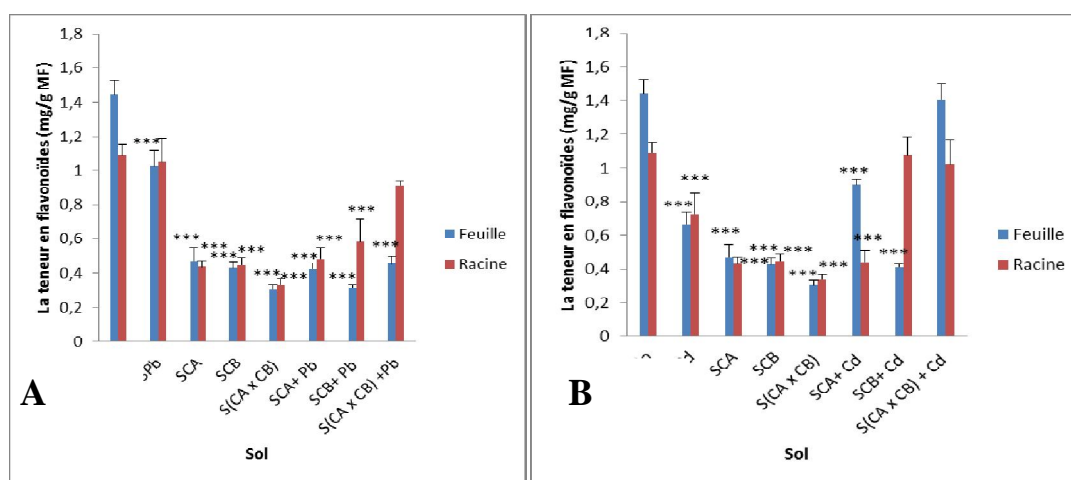 1,8
1,6
1,4
1,2
1
0,8
0,6
0,4
0,2
0
La teneur en flavonoïdes (mg/g MF)
***
***
***
***
***
***
***
***
***
***
***
***
Feuille
Racine
SCA
SCB
S(CA x CB)
SCA+ Pb
SCB+ Pb
S(CA x CB) +Pb
Sol
A
1,8
1,6
1,4
1,2
1
0,8
0,6
0,4
0,2
0
La teneur en flavonoïdes (mg/g MF)
***
***
***
***
***
***
***
***
***
***
***
Feuille
Racine
SCA
SCB
S(CA x CB)
SCA+ Cd
SCB+ Cd
S(CA x CB) + Cd
Sol
B